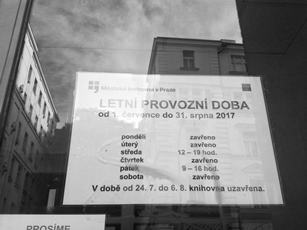 Městská knihovna v Praze
LETNÍ PROVOZNÍ DOBA
od 1. července do 31. srpna 2017
pondělí zavřeno
úterý zavřeno
středa 12 – 19 hod.
čtvrtek zavřeno
pátek 9 – 16 hod.
sobota zavřeno
V době od 24. 7. do 6. 8. knihovna uzavřena.
PROSÍME